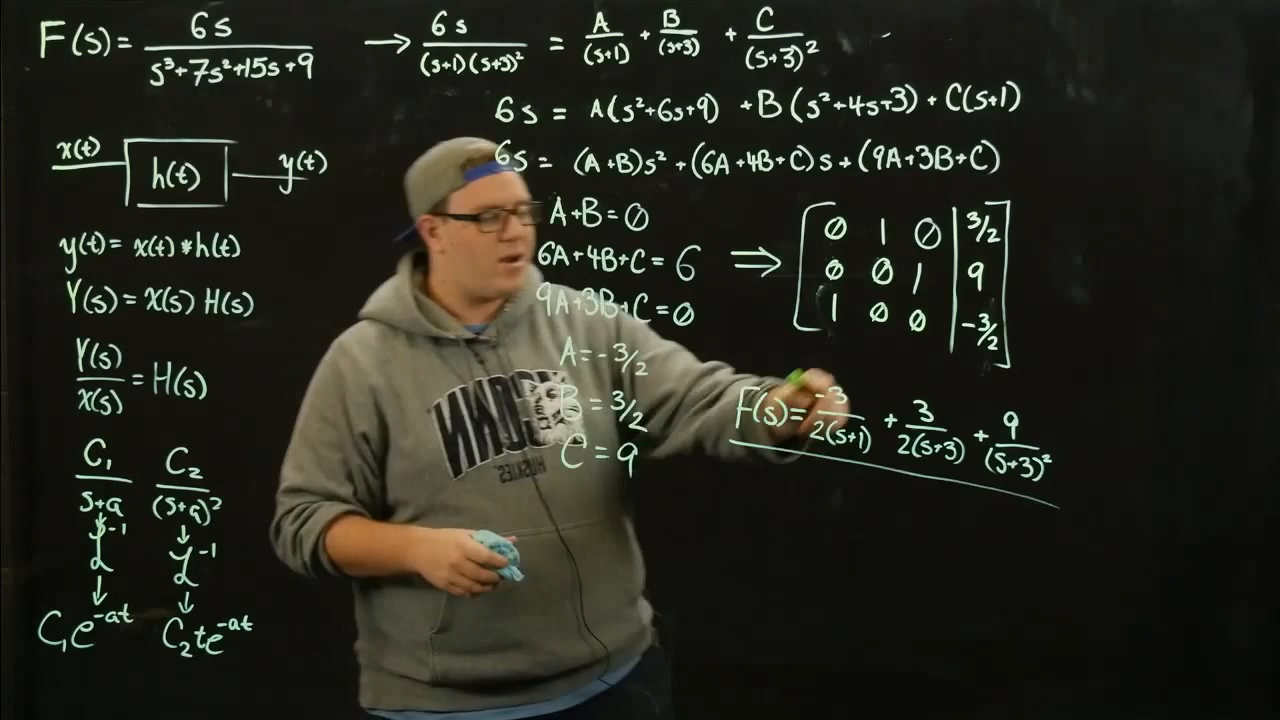 F(s) = 6s / (s³+7s²+15s+9) → 6s / ((s+1)(s+3)²) = A/(s+1) + B/(s+3) + C/(s+3)²
6s = A(s²+6s+9) + B(s²+4s+3) + C(s+1)
6s = (A+B)s² + (6A+4B+C)s + (9A+3B+C)
x(t) h(t) y(t)
y(t) = x(t) * h(t)
Y(s) = X(s) H(s)
Y(s)/X(s) = H(s)
C₁/(s+a) C₂/(s+a)²
↓ ↓
ℒ⁻¹ ℒ⁻¹
↓ ↓
C₁e^(-at) C₂te^(-at)
A+B = 0
6A+4B+C = 6 ⇒
9A+3B+C = 0
A = -3/2
B = 3/2
C = 9
[0 1 0 | 3/2]
[0 0 1 | 9]
[1 0 0 | -3/2]
F(s) = -3/2(s+1) + 3/2(s+3) + 9/(s+3)²
UCONN
HUSKIES